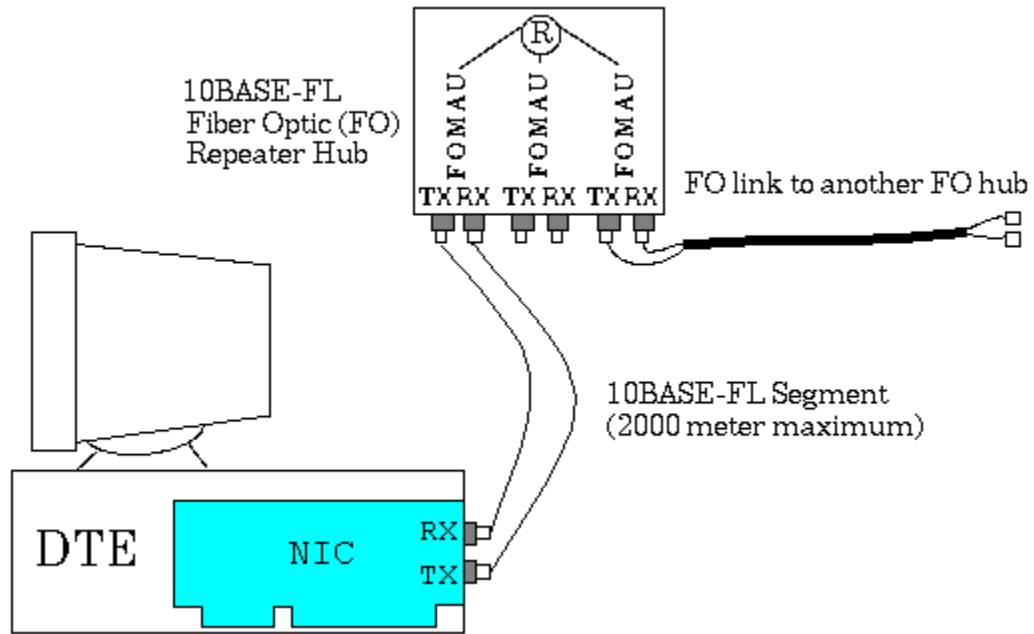 R
10BASE-FL
Fiber Optic (FO)
Repeater Hub
FOMAU FOMAU FOMAU
TX RX TX RX TX RX
FO link to another FO hub
10BASE-FL Segment
(2000 meter maximum)
DTE
NIC
RX
TX